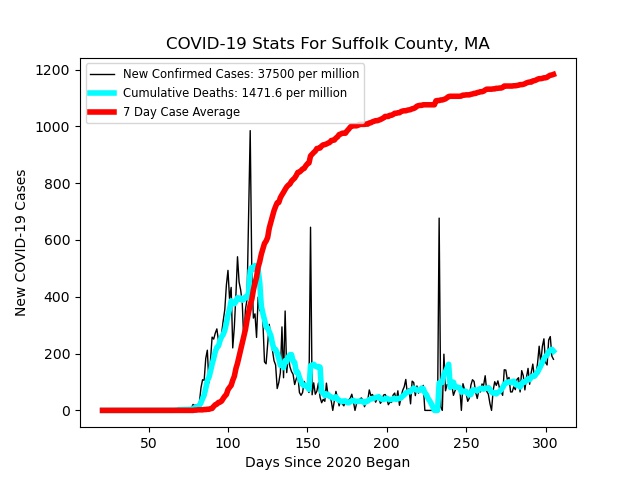 COVID-19 Stats For Suffolk County, MA
New Confirmed Cases: 37500 per million
Cumulative Deaths: 1471.6 per million
7 Day Case Average
New COVID-19 Cases
1200
1000
800
600
400
200
0
50 100 150 200 250 300
Days Since 2020 Began